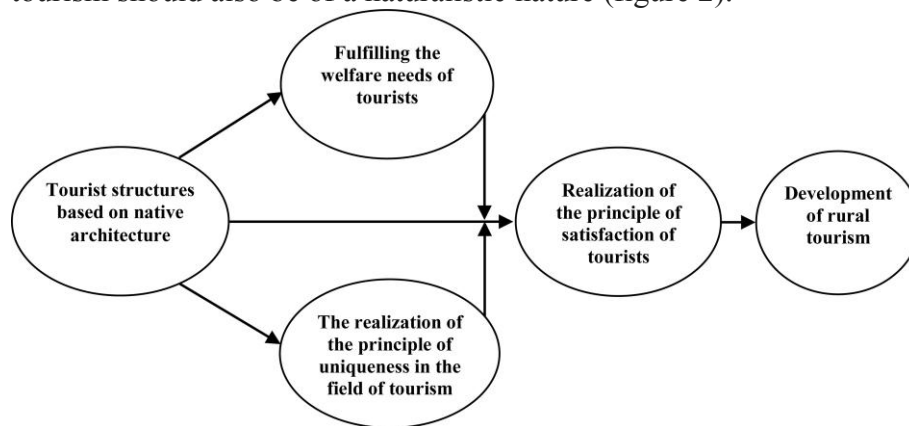 tourism should also be of a naturalistic nature (figure 2).
Fulfilling the
welfare needs of
tourists
Tourist structures
based on native
architecture
Realization of
the principle of
satisfaction of
tourists
Development
of rural
tourism
The realization of
the principle of
uniqueness in the
field of tourism